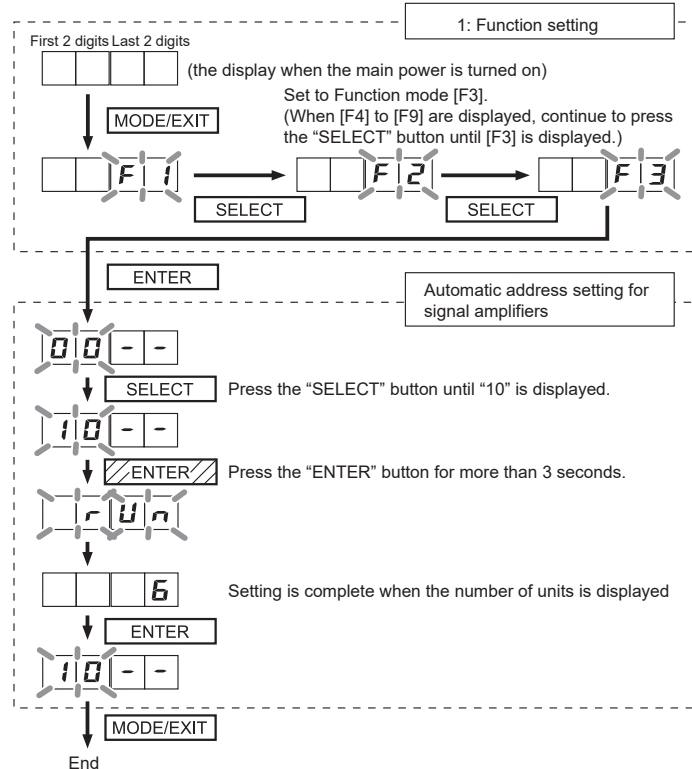 1: Function setting
First 2 digits Last 2 digits
(the display when the main power is turned on)
Set to Function mode [F3].
(When [F4] to [F9] are displayed, continue to press
the “SELECT” button until [F3] is displayed.)
MODE/EXIT
F 1
F 2
F 3
SELECT
SELECT
ENTER
Automatic address setting for
signal amplifiers
0 0 - -
SELECT
Press the “SELECT” button until “10” is displayed.
1 0 - -
ENTER
Press the “ENTER” button for more than 3 seconds.
r U n
6
Setting is complete when the number of units is displayed
ENTER
1 0 - -
MODE/EXIT
End